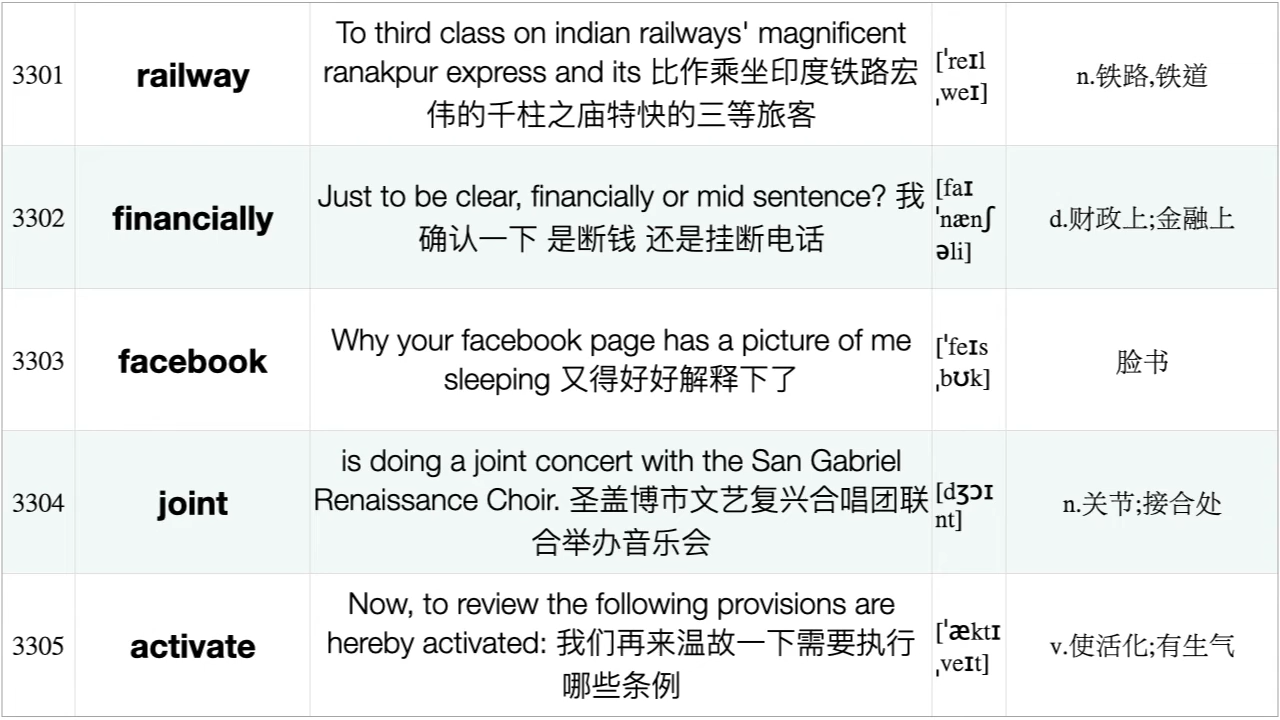 3301
railway
To third class on indian railways' magnificent
ranakpur express and its 比作乘坐印度铁路宏
伟的千柱之庙特快的三等旅客
[ˈreɪl
ˌweɪ]
n.铁路,铁道
3302
financially
Just to be clear, financially or mid sentence? 我
确认一下 是断钱 还是挂断电话
[faɪ
ˈnænʃ
əli]
d.财政上;金融上
3303
facebook
Why your facebook page has a picture of me
sleeping 又得好好解释下了
[ˈfeɪs
ˌbʊk]
脸书
3304
joint
is doing a joint concert with the San Gabriel
Renaissance Choir. 圣盖博市文艺复兴合唱团联
合举办音乐会
[dʒɔɪ
nt]
n.关节;接合处
3305
activate
Now, to review the following provisions are
hereby activated: 我们再来温故一下需要执行
哪些条例
[ˈæktɪ
ˌveɪt]
v.使活化;有生气